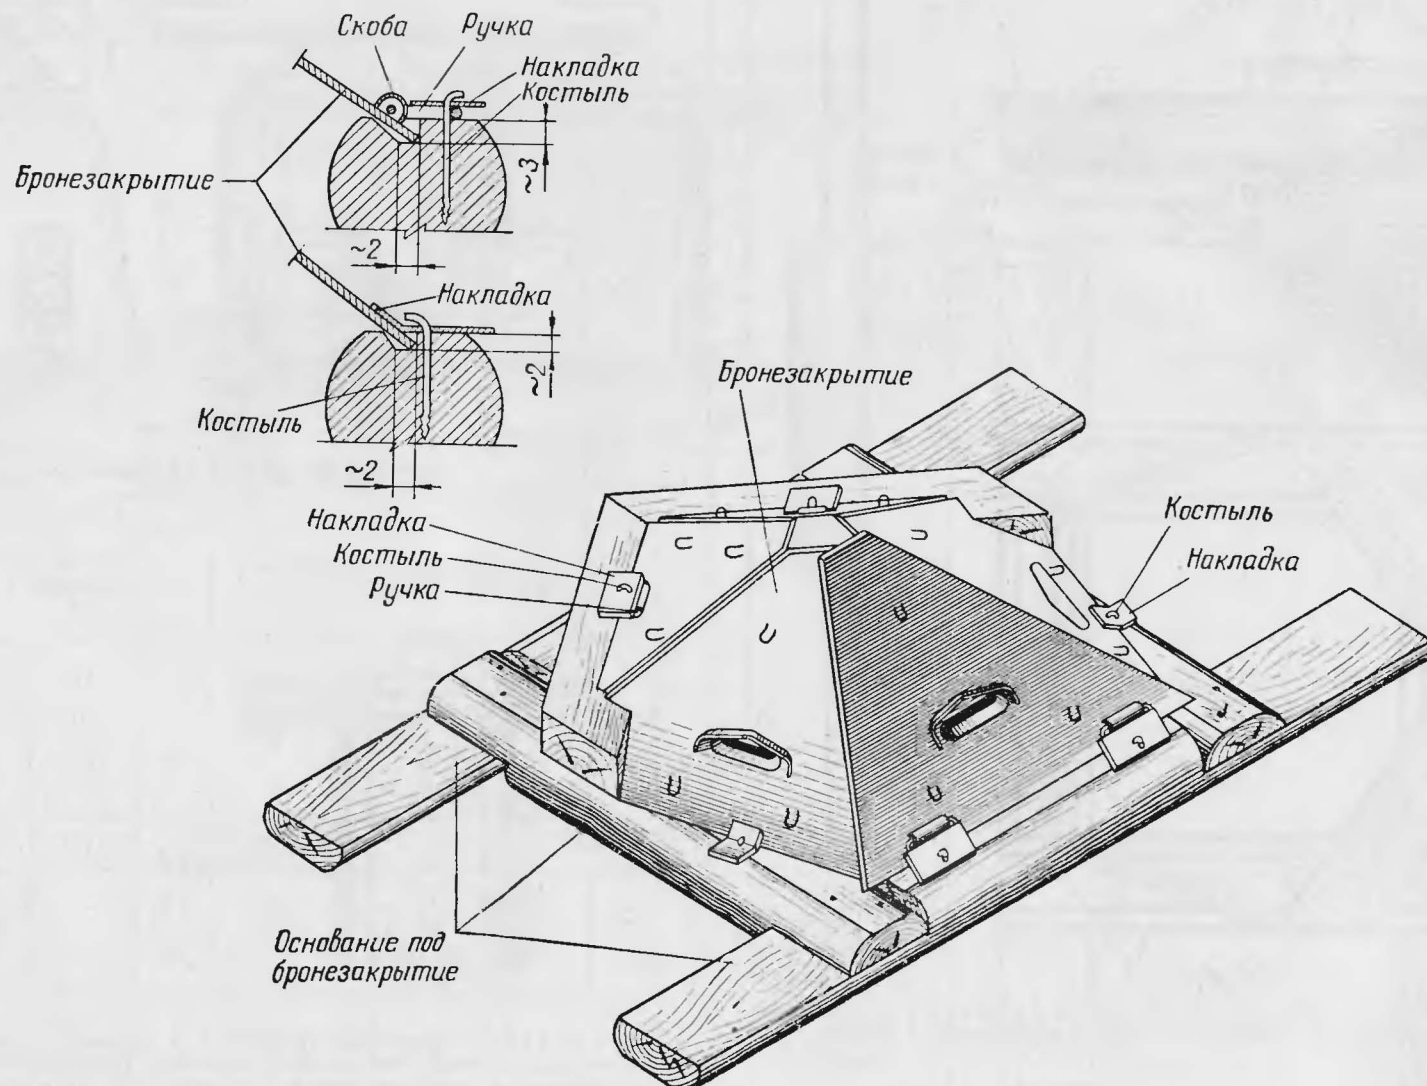 Скоба
Ручка
Накладка
Костыль
Бронезакрытие
~3
~2
Накладка
~2
Костыль
~2
Бронезакрытие
Накладка
Костыль
Ручка
Костыль
Накладка
Основание под
бронезакрытие